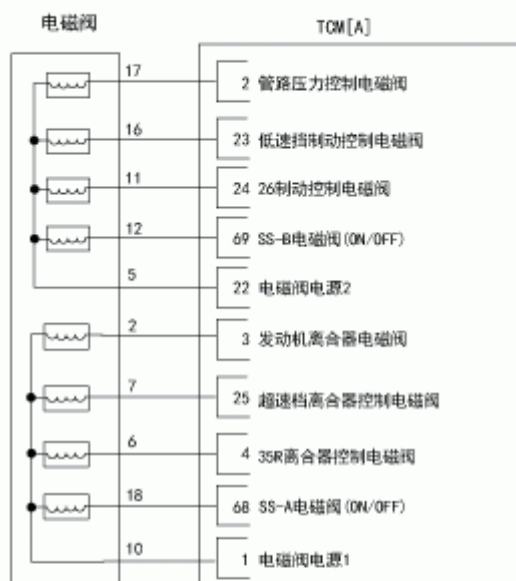 电磁阀
TCM[A]
17 2 管路压力控制电磁阀
16 23 低速挡制动控制电磁阀
11 24 26制动控制电磁阀
12 69 SS-B电磁阀(ON/OFF)
5 22 电磁阀电源2
2 3 发动机离合器电磁阀
7 25 超速档离合器控制电磁阀
6 4 35R离合器控制电磁阀
18 68 SS-A电磁阀(ON/OFF)
10 1 电磁阀电源1